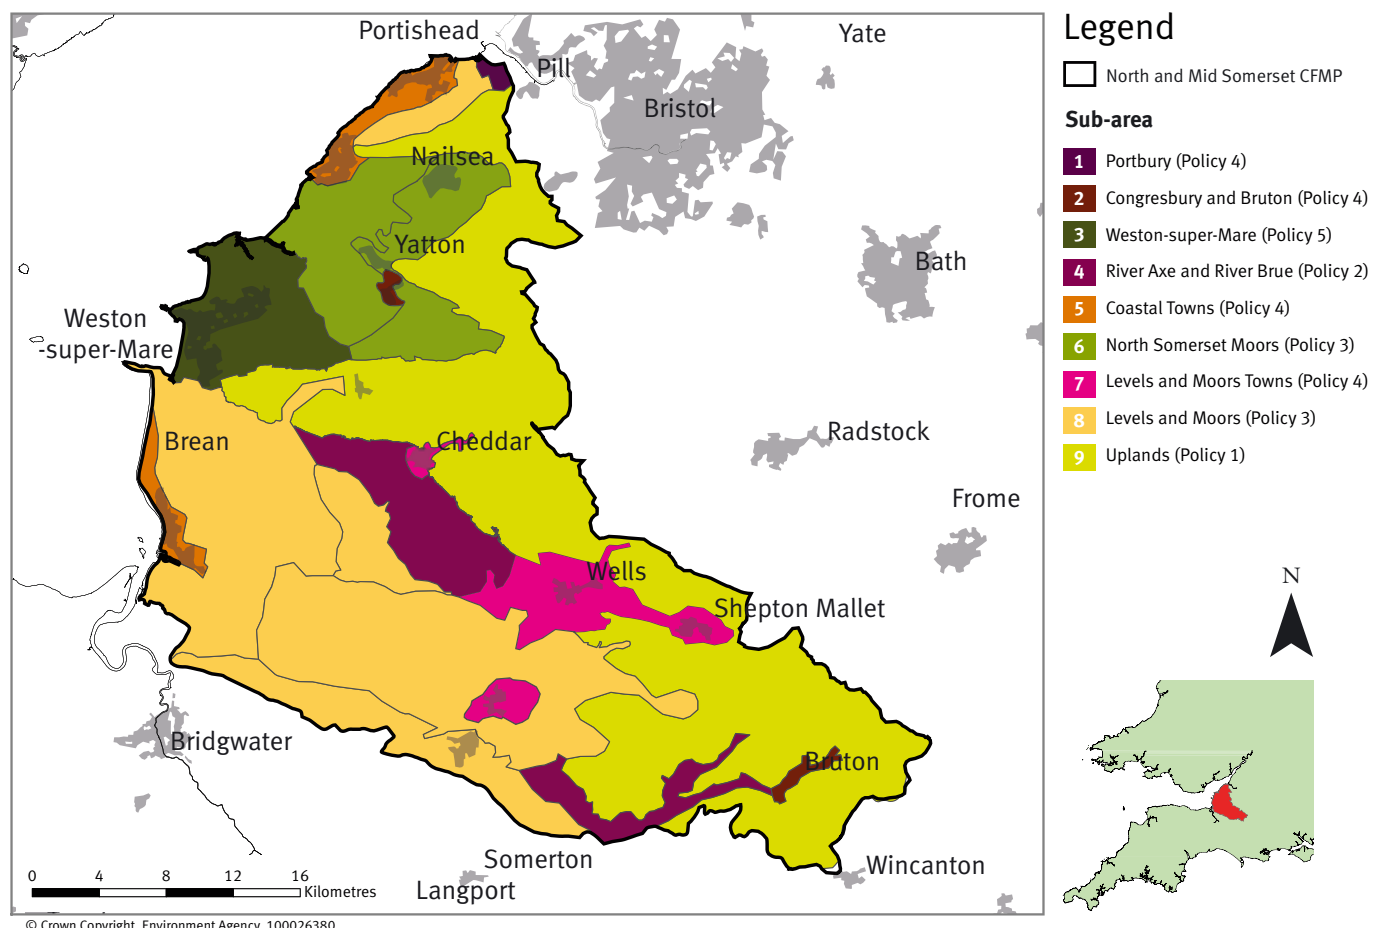 Portishead
Yate
Pill
Bristol
Nailsea
Yatton
Bath
Weston
-super-Mare
Brean
Cheddar
Radstock
Frome
Wells
Shepton Mallet
Bridgwater
Bruton
Somerton
Wincanton
Langport
0 4 8 12 16
Kilometres
© Crown Copyright. Environment Agency. 100026380.
Legend
North and Mid Somerset CFMP
Sub-area
1 Portbury (Policy 4)
2 Congresbury and Bruton (Policy 4)
3 Weston-super-Mare (Policy 5)
4 River Axe and River Brue (Policy 2)
5 Coastal Towns (Policy 4)
6 North Somerset Moors (Policy 3)
7 Levels and Moors Towns (Policy 4)
8 Levels and Moors (Policy 3)
9 Uplands (Policy 1)
N